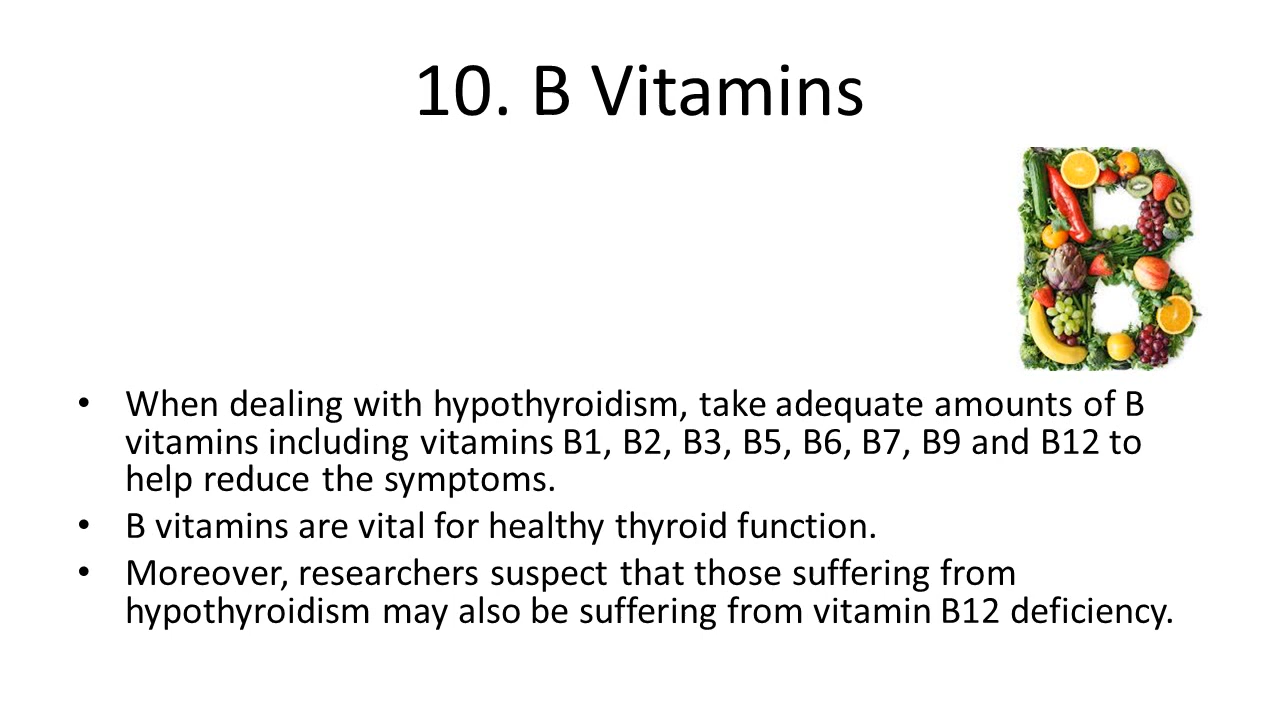 10. B Vitamins
• When dealing with hypothyroidism, take adequate amounts of B
vitamins including vitamins B1, B2, B3, B5, B6, B7, B9 and B12 to
help reduce the symptoms.
• B vitamins are vital for healthy thyroid function.
• Moreover, researchers suspect that those suffering from
hypothyroidism may also be suffering from vitamin B12 deficiency.